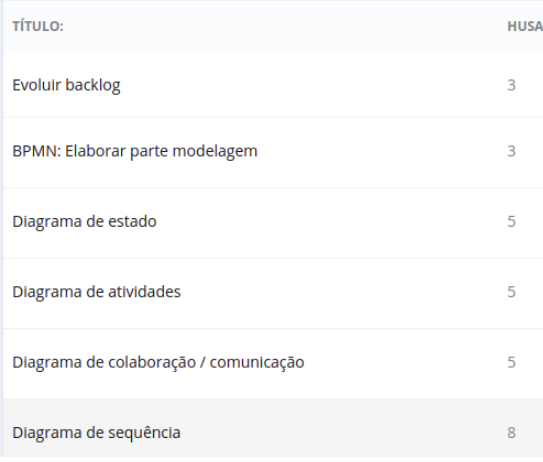 TÍTULO: HUSA
Evoluir backlog 3
BPMN: Elaborar parte modelagem 3
Diagrama de estado 5
Diagrama de atividades 5
Diagrama de colaboração / comunicação 5
Diagrama de sequência 8